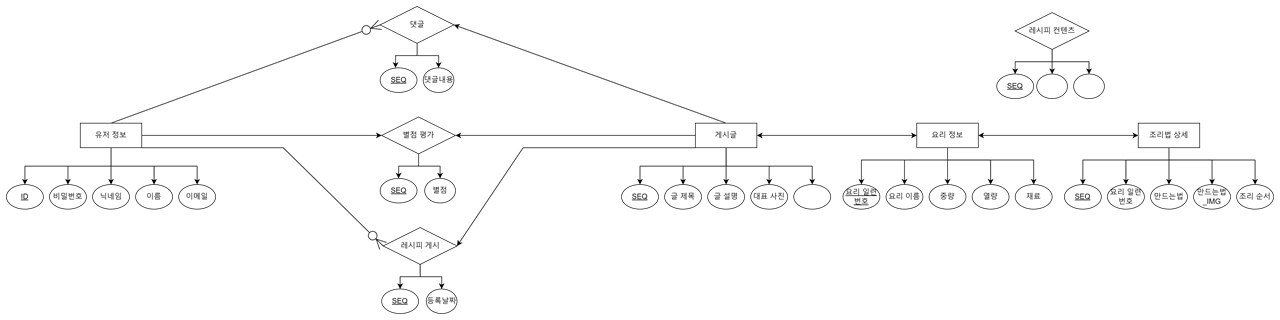 댓글
SEQ
댓글내용
레시피 컨텐츠
SEQ
유저 정보
ID
비밀번호
닉네임
이름
이메일
별점 평가
SEQ
별점
게시글
SEQ
글 제목
글 설명
대표 사진
요리 정보
요리 일련
번호
요리 이름
중량
열량
재료
조리법 상세
SEQ
요리 일련
번호
만드는법
만드는법
_IMG
조리 순서
레시피 게시
SEQ
등록날짜